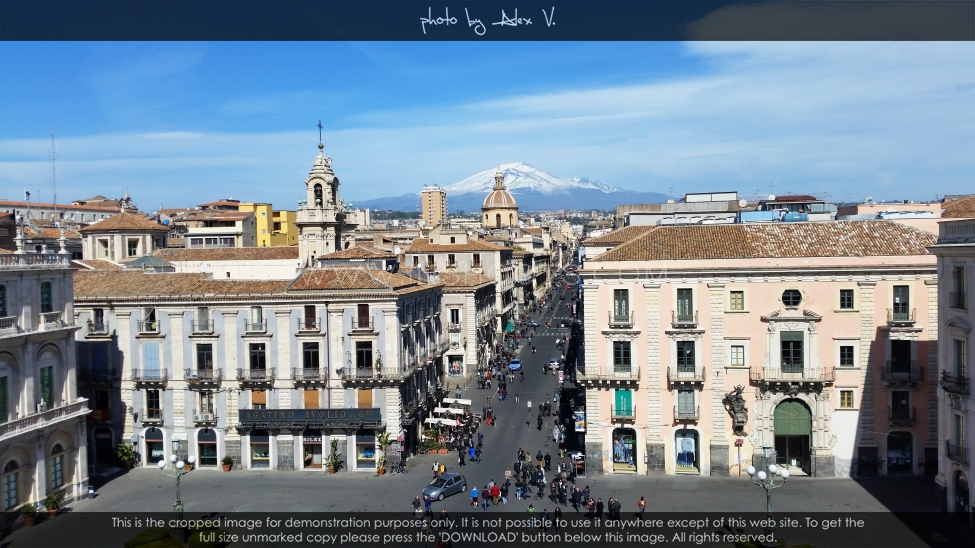 photo by Alex V.
AGATINO AVOLIO
ROLEX
This is the cropped image for demonstration purposes only. It is not possible to use it anywhere except of this web site. To get the
full size unmarked copy please press the 'DOWNLOAD' button below this image. All rights reserved.